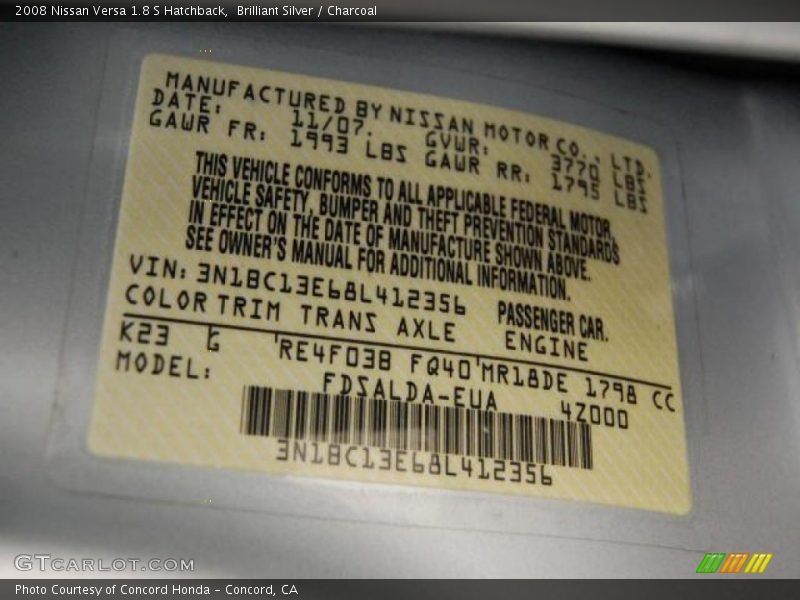 2008 Nissan Versa 1.8 S Hatchback,  Brilliant Silver / Charcoal
MANUFACTURED BY NISSAN MOTOR CO., LTD.
DATE: 11/07. GVWR: 3770 LBS
GAWR FR: 1993 LBS GAWR RR: 1795 LBS
THIS VEHICLE CONFORMS TO ALL APPLICABLE FEDERAL MOTOR
VEHICLE SAFETY, BUMPER AND THEFT PREVENTION STANDARDS
IN EFFECT ON THE DATE OF MANUFACTURE SHOWN ABOVE.
SEE OWNER'S MANUAL FOR ADDITIONAL INFORMATION.
VIN: 3N1BC13E68L412356 PASSENGER CAR.
COLOR TRIM TRANS AXLE ENGINE
K23 G RE4F03B FQ40 MR18DE 1798 CC
MODEL: FDSALDA-EUA 4Z000
3N1BC13E68L412356
GTCARLOT.COM
Photo Courtesy of Concord Honda – Concord, CA